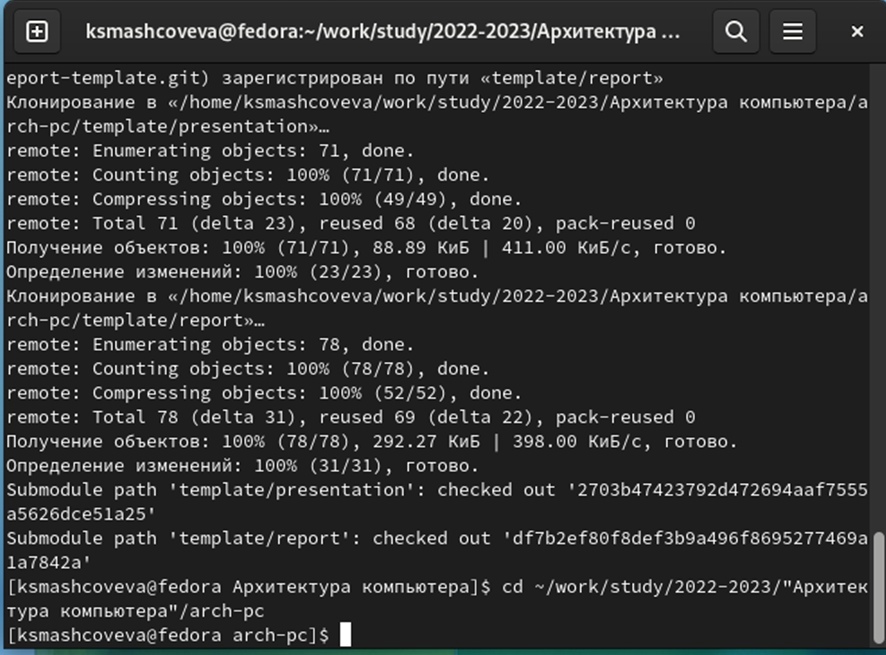 ksmashcoveva@fedora:~/work/study/2022-2023/Архитектура ...
eport-template.git) зарегистрирован по пути «template/report»
Клонирование в «/home/ksmashcoveva/work/study/2022-2023/Архитектура компьютера/a
rch-pc/template/presentation»…
remote: Enumerating objects: 71, done.
remote: Counting objects: 100% (71/71), done.
remote: Compressing objects: 100% (49/49), done.
remote: Total 71 (delta 23), reused 68 (delta 20), pack-reused 0
Получение объектов: 100% (71/71), 88.89 КиБ | 411.00 КиБ/с, готово.
Определение изменений: 100% (23/23), готово.
Клонирование в «/home/ksmashcoveva/work/study/2022-2023/Архитектура компьютера/a
rch-pc/template/report»…
remote: Enumerating objects: 78, done.
remote: Counting objects: 100% (78/78), done.
remote: Compressing objects: 100% (52/52), done.
remote: Total 78 (delta 31), reused 69 (delta 22), pack-reused 0
Получение объектов: 100% (78/78), 292.27 КиБ | 398.00 КиБ/с, готово.
Определение изменений: 100% (31/31), готово.
Submodule path 'template/presentation': checked out '2703b47423792d472694aaf7555
a5626dce51a25'
Submodule path 'template/report': checked out 'df7b2ef80f8def3b9a496f8695277469a
1a7842a'
[ksmashcoveva@fedora Архитектура компьютера]$ cd ~/work/study/2022-2023/"Архитек
тура компьютера"/arch-pc
[ksmashcoveva@fedora arch-pc]$